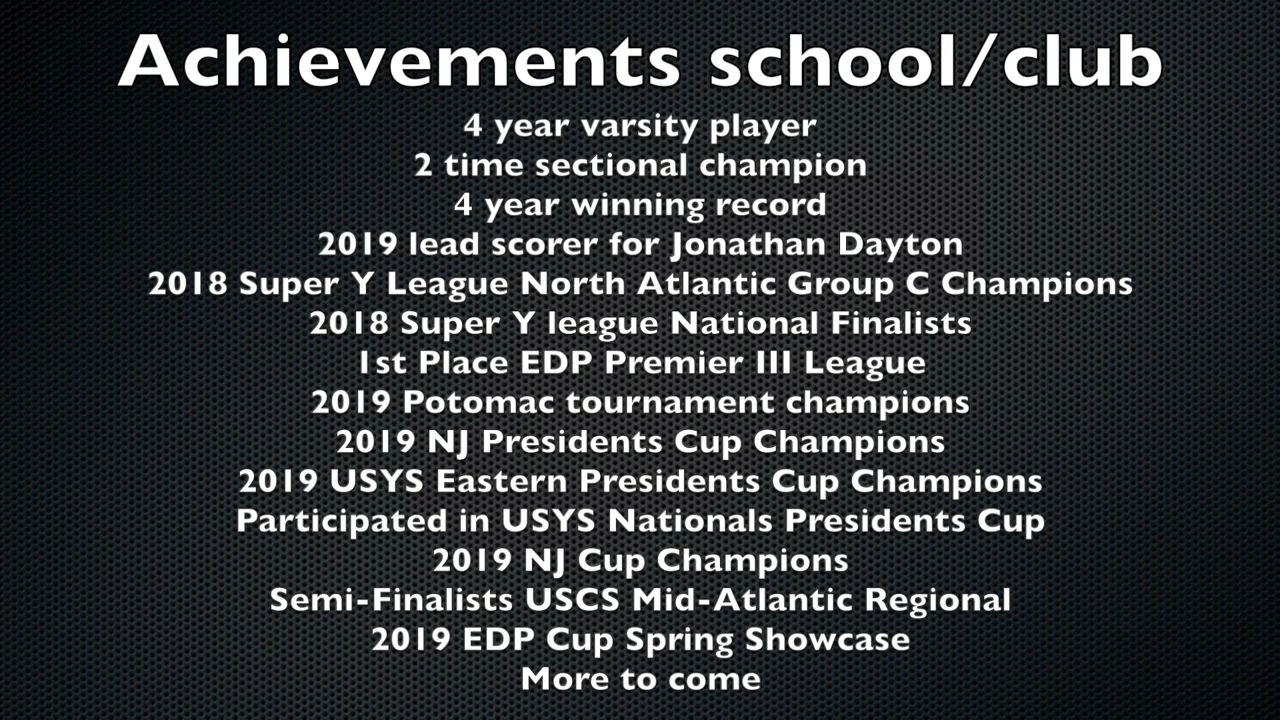 Achievements school/club
4 year varsity player
2 time sectional champion
4 year winning record
2019 lead scorer for Jonathan Dayton
2018 Super Y League North Atlantic Group C Champions
2018 Super Y league National Finalists
1st Place EDP Premier III League
2019 Potomac tournament champions
2019 NJ Presidents Cup Champions
2019 USYS Eastern Presidents Cup Champions
Participated in USYS Nationals Presidents Cup
2019 NJ Cup Champions
Semi-Finalists USCS Mid-Atlantic Regional
2019 EDP Cup Spring Showcase
More to come